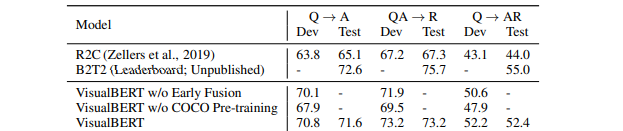 Model Q → A QA → R Q → AR
Dev Test Dev Test Dev Test
R2C (Zellers et al., 2019) 63.8 65.1 67.2 67.3 43.1 44.0
B2T2 (Leaderboard; Unpublished) - 72.6 - 75.7 - 55.0
VisualBERT w/o Early Fusion 70.1 - 71.9 - 50.6 -
VisualBERT w/o COCO Pre-training 67.9 - 69.5 - 47.9 -
VisualBERT 70.8 71.6 73.2 73.2 52.2 52.4